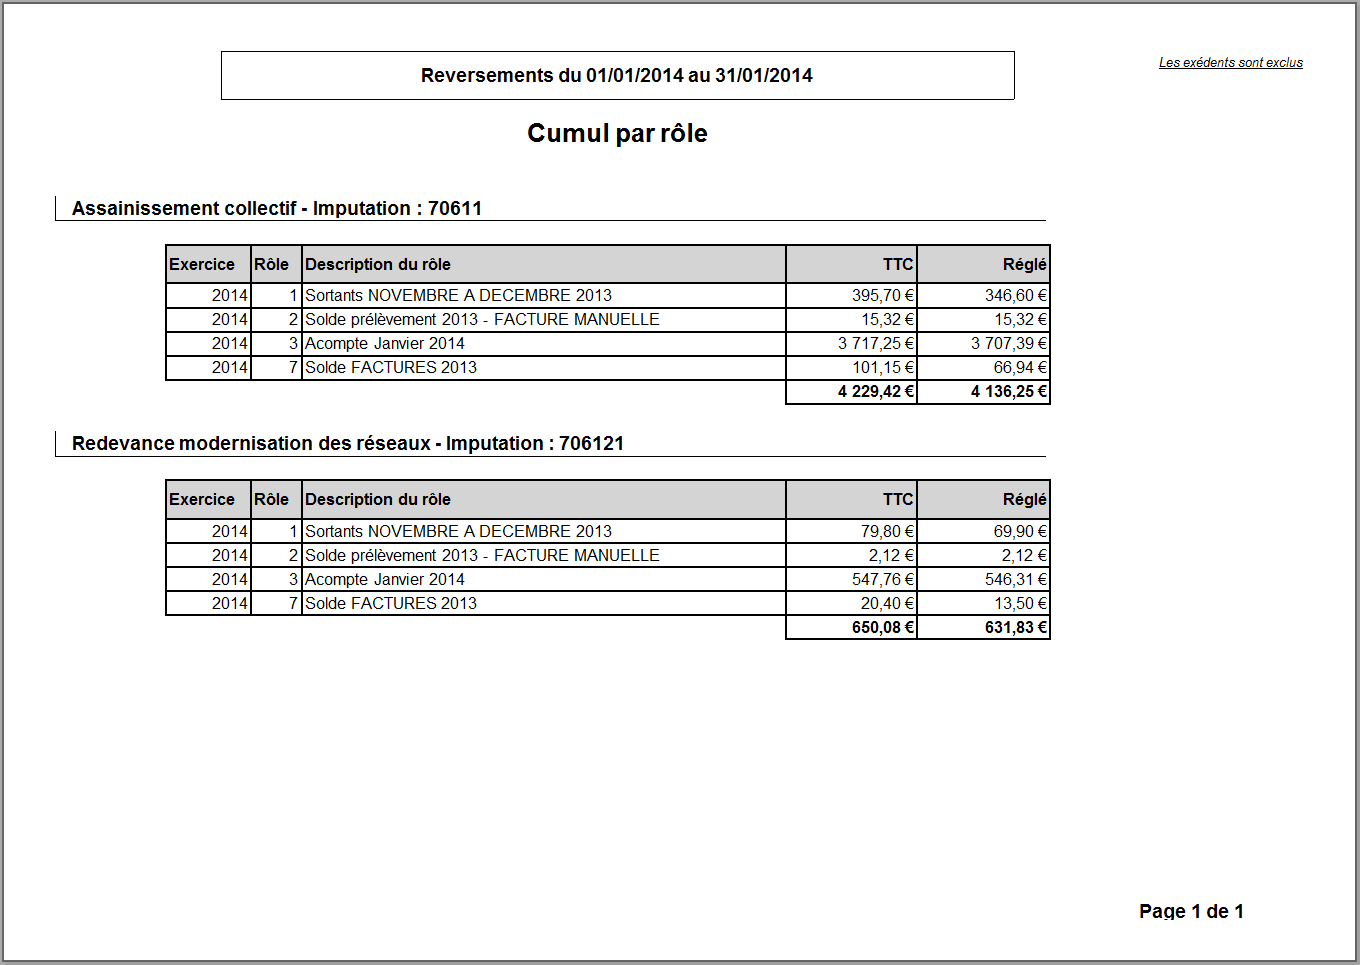 Reversements du 01/01/2014 au 31/01/2014
Les exédents sont exclus
Cumul par rôle
Assainissement collectif - Imputation : 70611
Exercice Rôle Description du rôle TTC Réglé
2014 1 Sortants NOVEMBRE A DECEMBRE 2013 395,70 € 346,60 €
2014 2 Solde prélèvement 2013 - FACTURE MANUELLE 15,32 € 15,32 €
2014 3 Acompte Janvier 2014 3 717,25 € 3 707,39 €
2014 7 Solde FACTURES 2013 101,15 € 66,94 €
4 229,42 € 4 136,25 €
Redevance modernisation des réseaux - Imputation : 706121
Exercice Rôle Description du rôle TTC Réglé
2014 1 Sortants NOVEMBRE A DECEMBRE 2013 79,80 € 69,90 €
2014 2 Solde prélèvement 2013 - FACTURE MANUELLE 2,12 € 2,12 €
2014 3 Acompte Janvier 2014 547,76 € 546,31 €
2014 7 Solde FACTURES 2013 20,40 € 13,50 €
650,08 € 631,83 €
Page 1 de 1